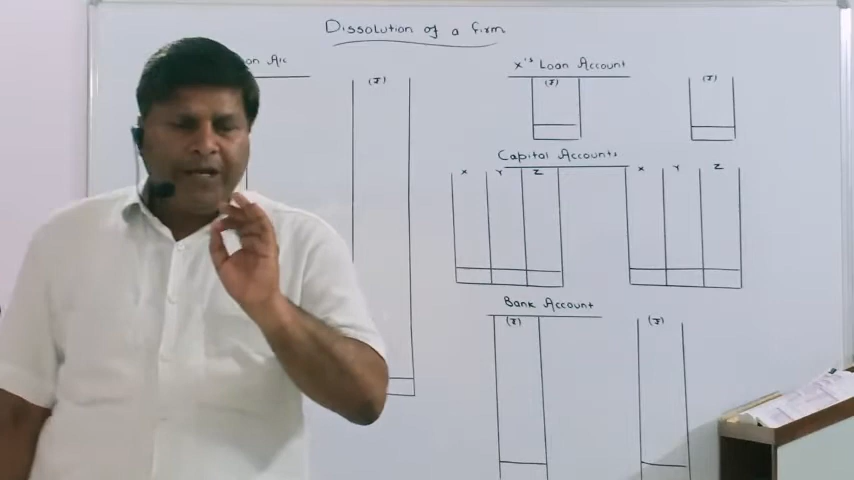 Dissolution of a firm
on A/c
(₹)
X's Loan Account
(₹) (₹)
Capital Accounts
X Y Z X Y Z
Bank Account
(₹) (₹)